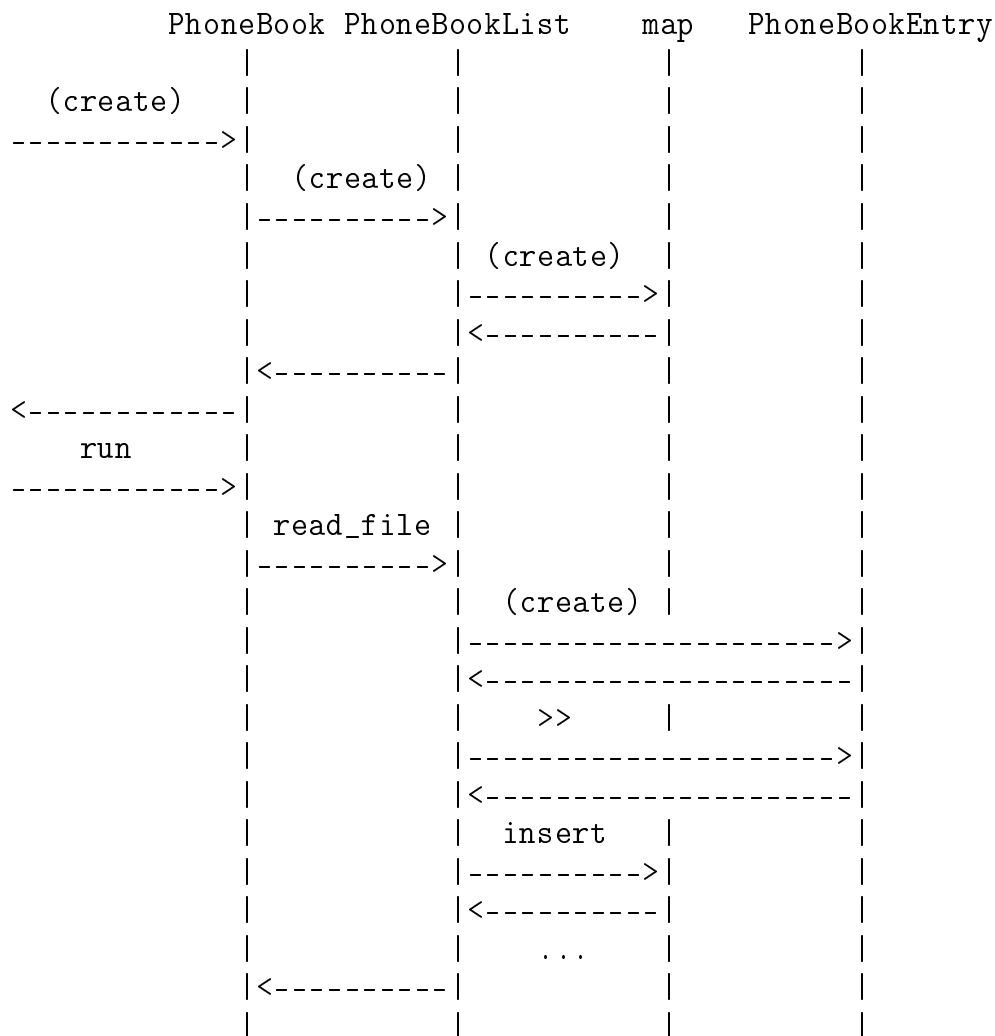 PhoneBook PhoneBookList map PhoneBookEntry
(create)
(create)
(create)
run
read_file
(create)
>>
insert
...